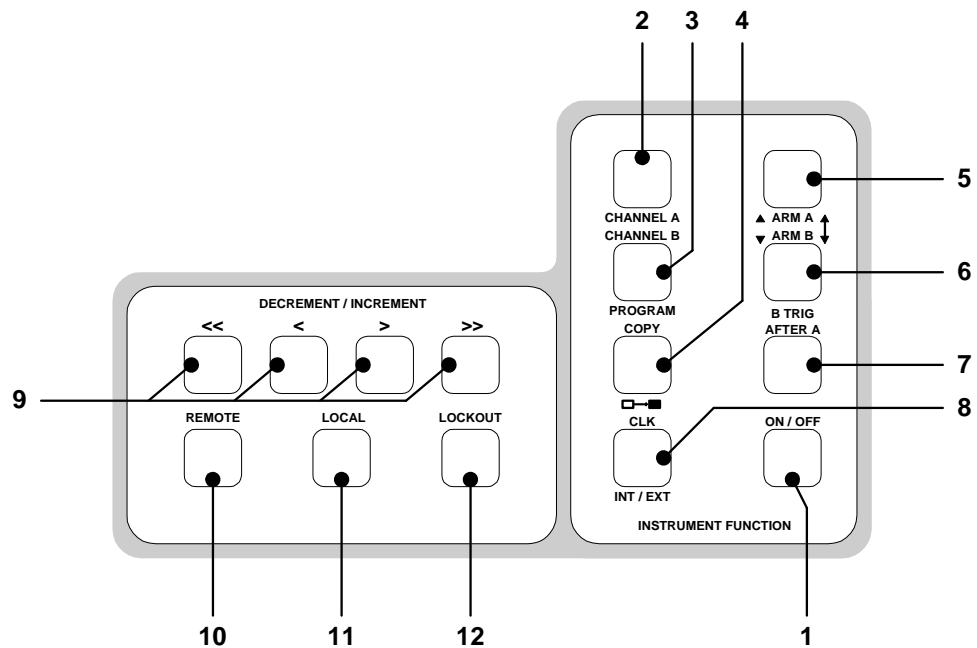 2 3 4
5
CHANNEL A
CHANNEL B
ARM A
ARM B
6
PROGRAM
COPY
B TRIG
AFTER A
7
CLK
INT / EXT
8
ON / OFF
INSTRUMENT FUNCTION
DECREMENT / INCREMENT
<< < > >>
9
REMOTE LOCAL LOCKOUT
10 11 12 1